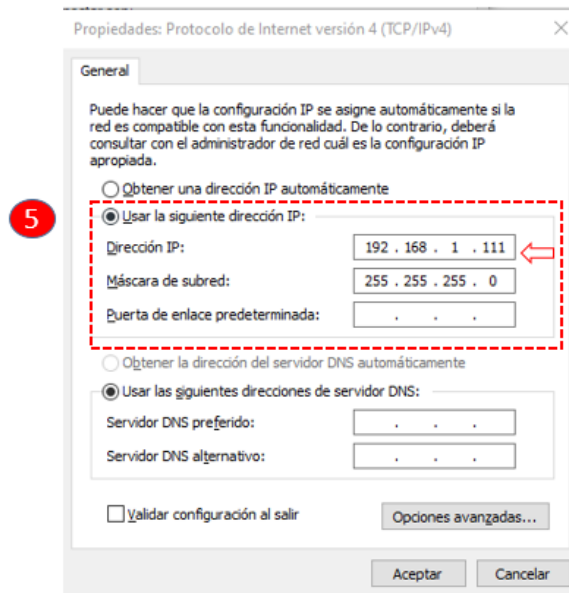 Propiedades: Protocolo de Internet versión 4 (TCP/IPv4)
General
Puede hacer que la configuración IP se asigne automáticamente si la
red es compatible con esta funcionalidad. De lo contrario, deberá
consultar con el administrador de red cuál es la configuración IP
apropiada.
Obtener una dirección IP automáticamente
5
Usar la siguiente dirección IP:
Dirección IP: 192 . 168 . 1 . 111
Máscara de subred: 255 . 255 . 255 . 0
Puerta de enlace predeterminada: . . .
Obtener la dirección del servidor DNS automáticamente
Usar las siguientes direcciones de servidor DNS:
Servidor DNS preferido: . . .
Servidor DNS alternativo: . . .
Validar configuración al salir
Opciones avanzadas...
Aceptar Cancelar